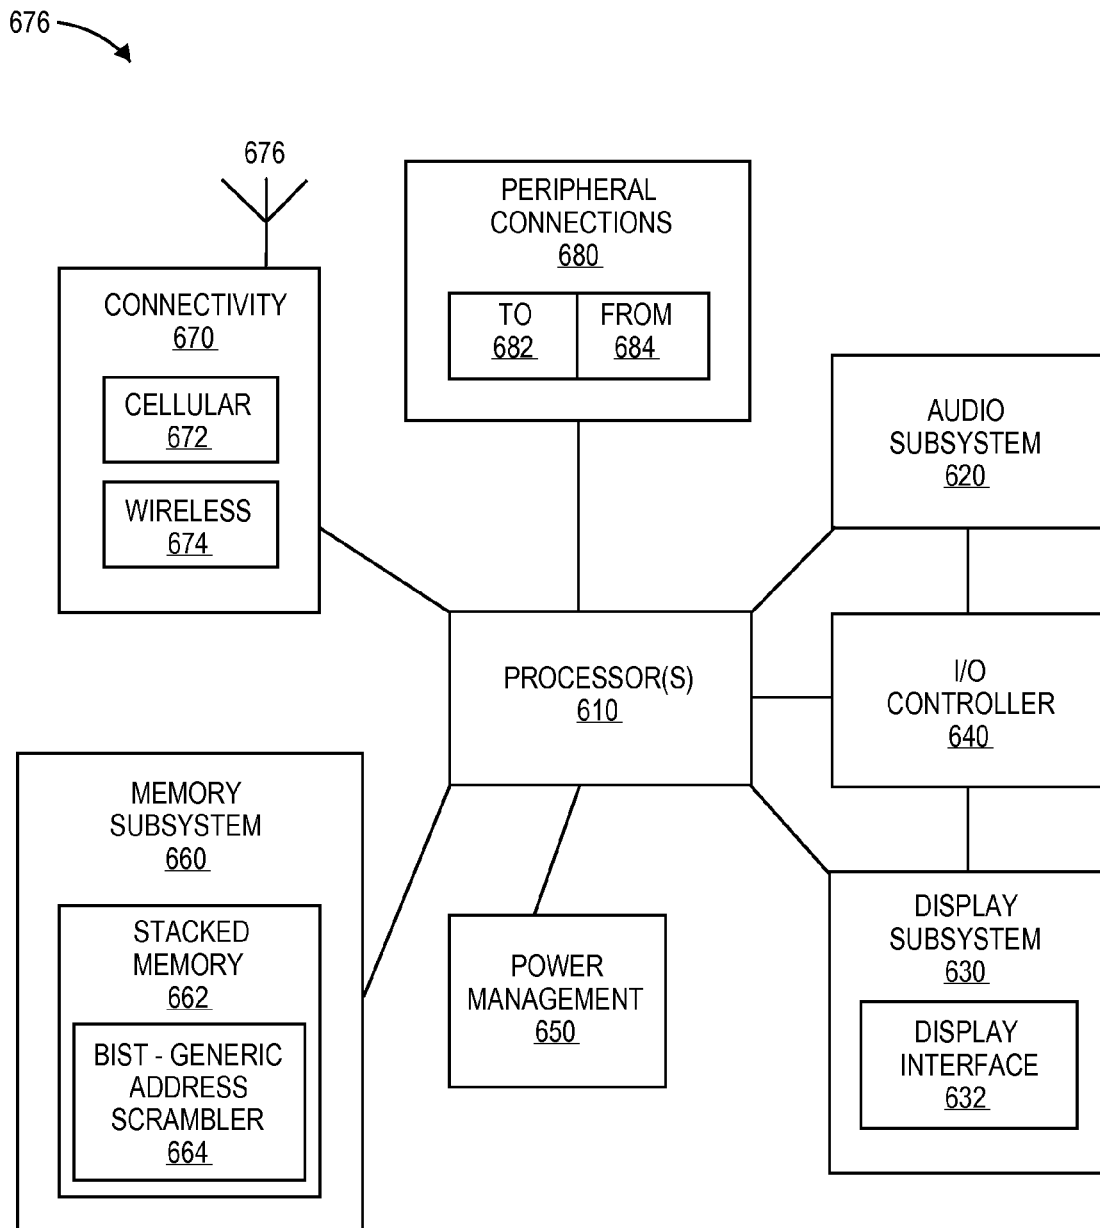 676
676
PERIPHERAL
CONNECTIONS
680
TO
682
FROM
684
CONNECTIVITY
670
CELLULAR
672
WIRELESS
674
AUDIO
SUBSYSTEM
620
PROCESSOR(S)
610
I/O
CONTROLLER
640
MEMORY
SUBSYSTEM
660
STACKED
MEMORY
662
BIST - GENERIC
ADDRESS
SCRAMBLER
664
POWER
MANAGEMENT
650
DISPLAY
SUBSYSTEM
630
DISPLAY
INTERFACE
632